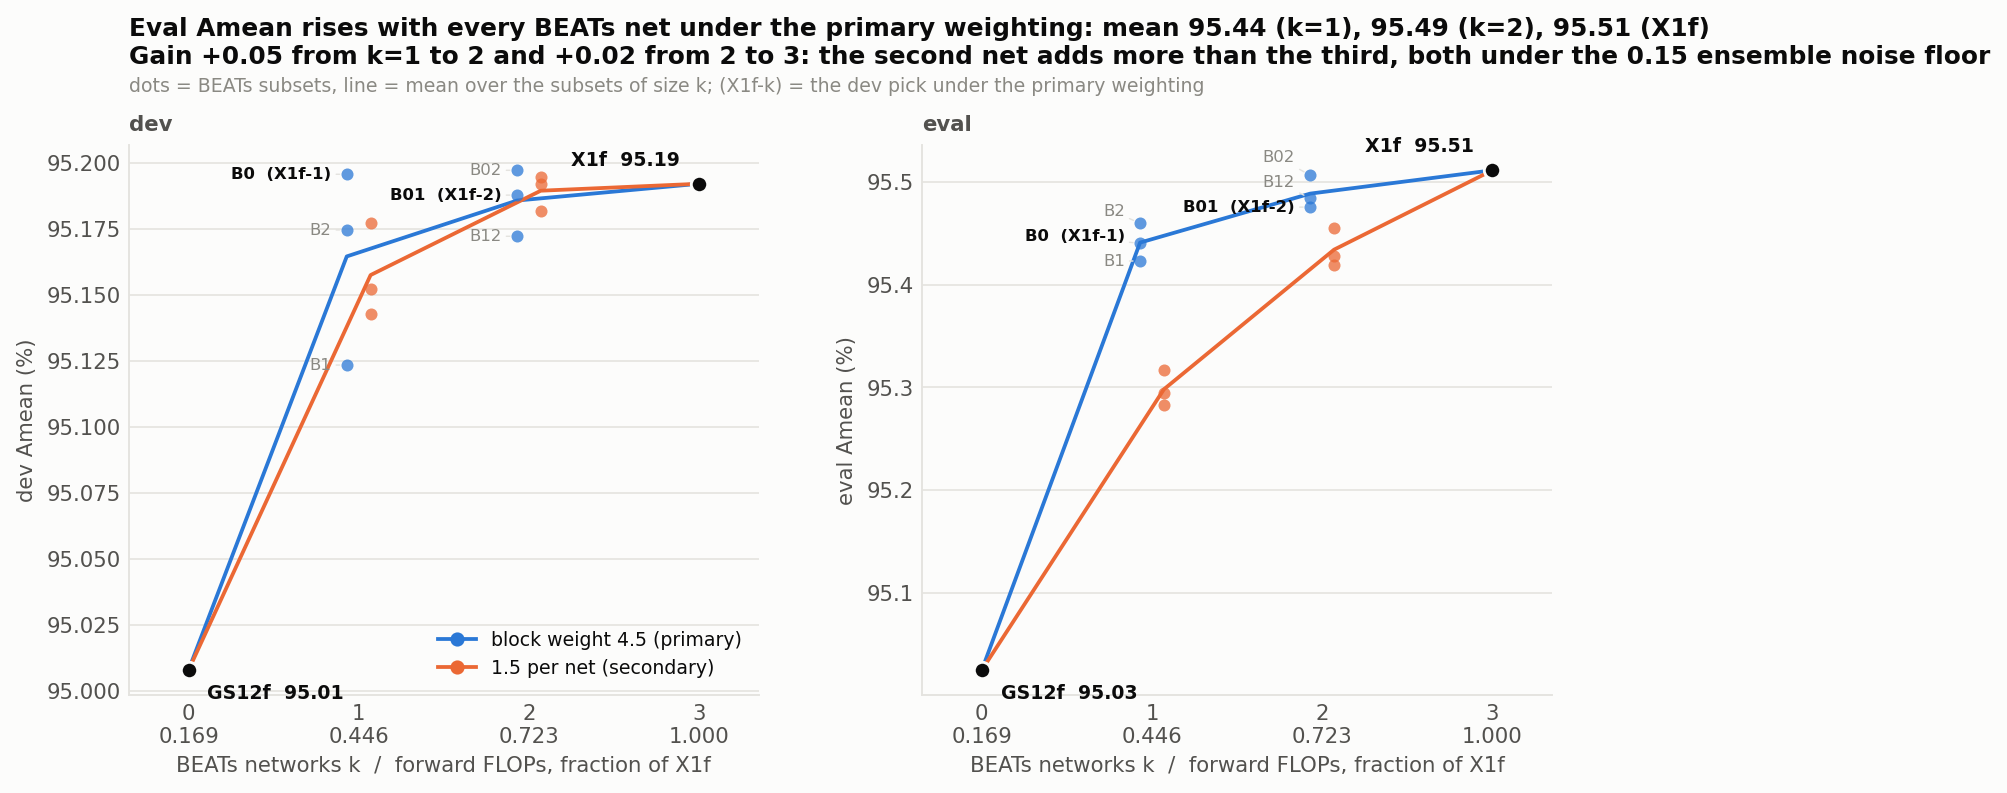 Eval Amean rises with every BEATs net under the primary weighting: mean 95.44 (k=1), 95.49 (k=2), 95.51 (X1f)
Gain +0.05 from k=1 to 2 and +0.02 from 2 to 3: the second net adds more than the third, both under the 0.15 ensemble noise floor
dots = BEATs subsets, line = mean over the subsets of size k; (X1f-k) = the dev pick under the primary weighting
dev
95.200
95.175
95.150
95.125
95.100
95.075
95.050
95.025
95.000
dev Amean (%)
B0 (X1f-1)
B2
B1
B02
B01 (X1f-2)
B12
X1f 95.19
GS12f 95.01
block weight 4.5 (primary)
1.5 per net (secondary)
0 1 2 3
0.169 0.446 0.723 1.000
BEATs networks k / forward FLOPs, fraction of X1f
eval
95.5
95.4
95.3
95.2
95.1
eval Amean (%)
B2
B0 (X1f-1)
B1
B02
B12
B01 (X1f-2)
X1f 95.51
GS12f 95.03
0 1 2 3
0.169 0.446 0.723 1.000
BEATs networks k / forward FLOPs, fraction of X1f